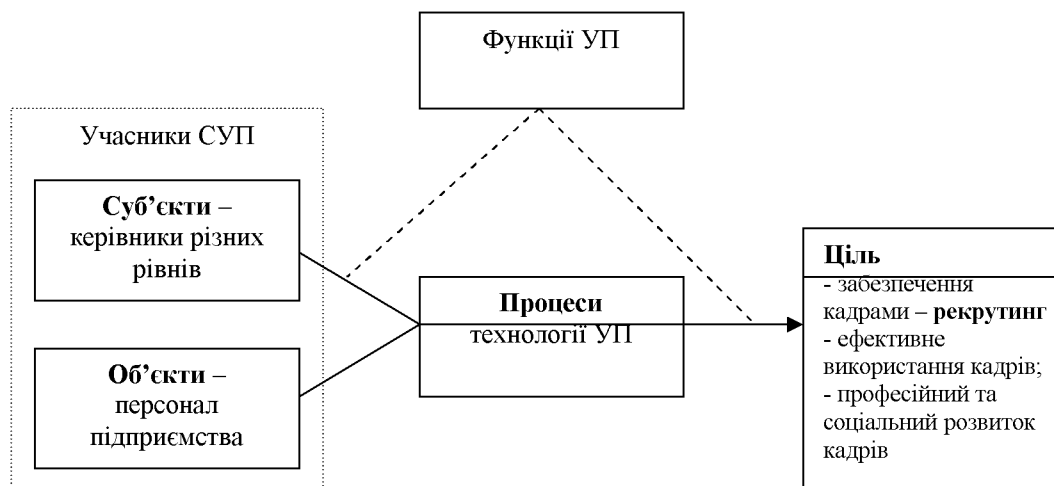 Функції УП
Учасники СУП
Суб’єкти –
керівники різних
рівнів
Об’єкти –
персонал
підприємства
Процеси
технології УП
Ціль
- забезпечення
кадрами – рекрутинг
- ефективне
використання кадрів;
- професійний та
соціальний розвиток
кадрів